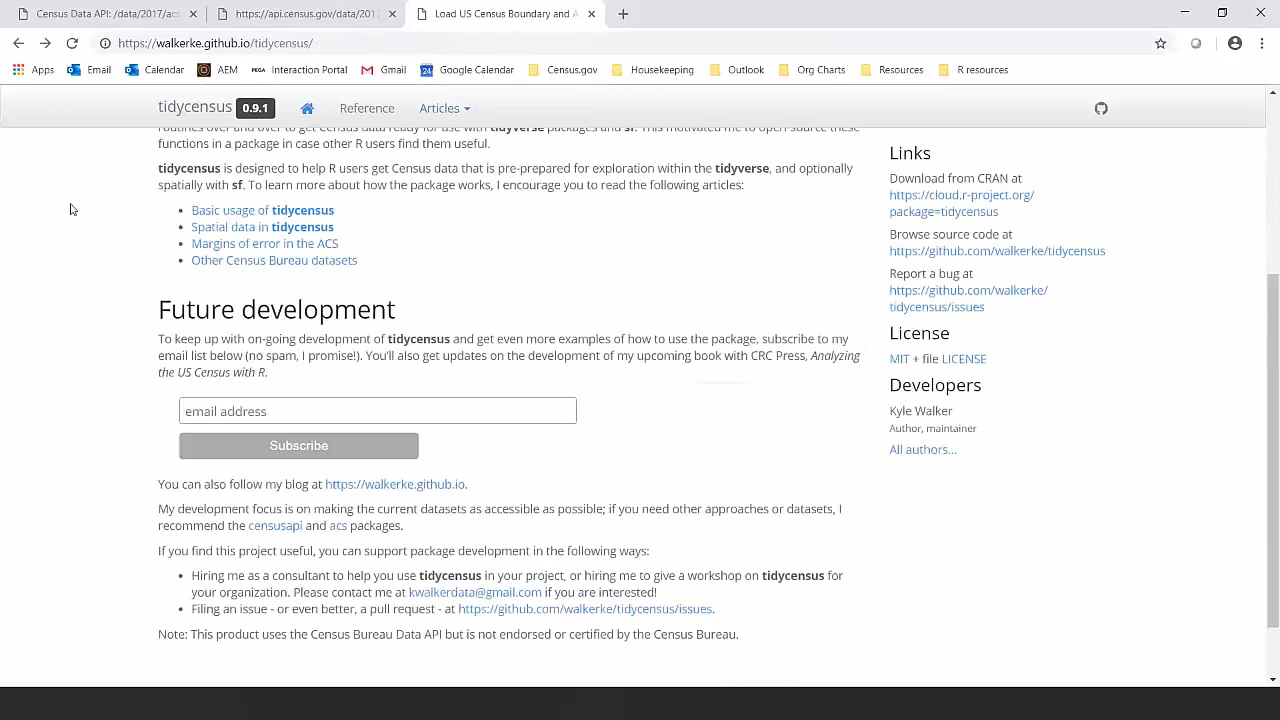 Census Data API: /data/2017/acs
https://api.census.gov/data/201
Load US Census Boundary and A
https://walkerke.github.io/tidycensus/
Apps Email Calendar AEM PEGA Interaction Portal Gmail 24 Google Calendar Census.gov Housekeeping Outlook Org Charts Resources R resources
tidycensus 0.9.1 Reference Articles
routines over and over to get Census data ready for use with tidyverse packages and sf. This motivated me to open-source these
functions in a package in case other R users find them useful.
tidycensus is designed to help R users get Census data that is pre-prepared for exploration within the tidyverse, and optionally
spatially with sf. To learn more about how the package works, I encourage you to read the following articles:
• Basic usage of tidycensus
• Spatial data in tidycensus
• Margins of error in the ACS
• Other Census Bureau datasets
Future development
To keep up with on-going development of tidycensus and get even more examples of how to use the package, subscribe to my
email list below (no spam, I promise!). You'll also get updates on the development of my upcoming book with CRC Press, Analyzing
the US Census with R.
email address
Subscribe
You can also follow my blog at https://walkerke.github.io.
My development focus is on making the current datasets as accessible as possible; if you need other approaches or datasets, I
recommend the censusapi and acs packages.
If you find this project useful, you can support package development in the following ways:
• Hiring me as a consultant to help you use tidycensus in your project, or hiring me to give a workshop on tidycensus for
your organization. Please contact me at kwalkerdata@gmail.com if you are interested!
• Filing an issue - or even better, a pull request - at https://github.com/walkerke/tidycensus/issues.
Note: This product uses the Census Bureau Data API but is not endorsed or certified by the Census Bureau.
Links
Download from CRAN at
https://cloud.r-project.org/
package=tidycensus
Browse source code at
https://github.com/walkerke/tidycensus
Report a bug at
https://github.com/walkerke/
tidycensus/issues
License
MIT + file LICENSE
Developers
Kyle Walker
Author, maintainer
All authors...